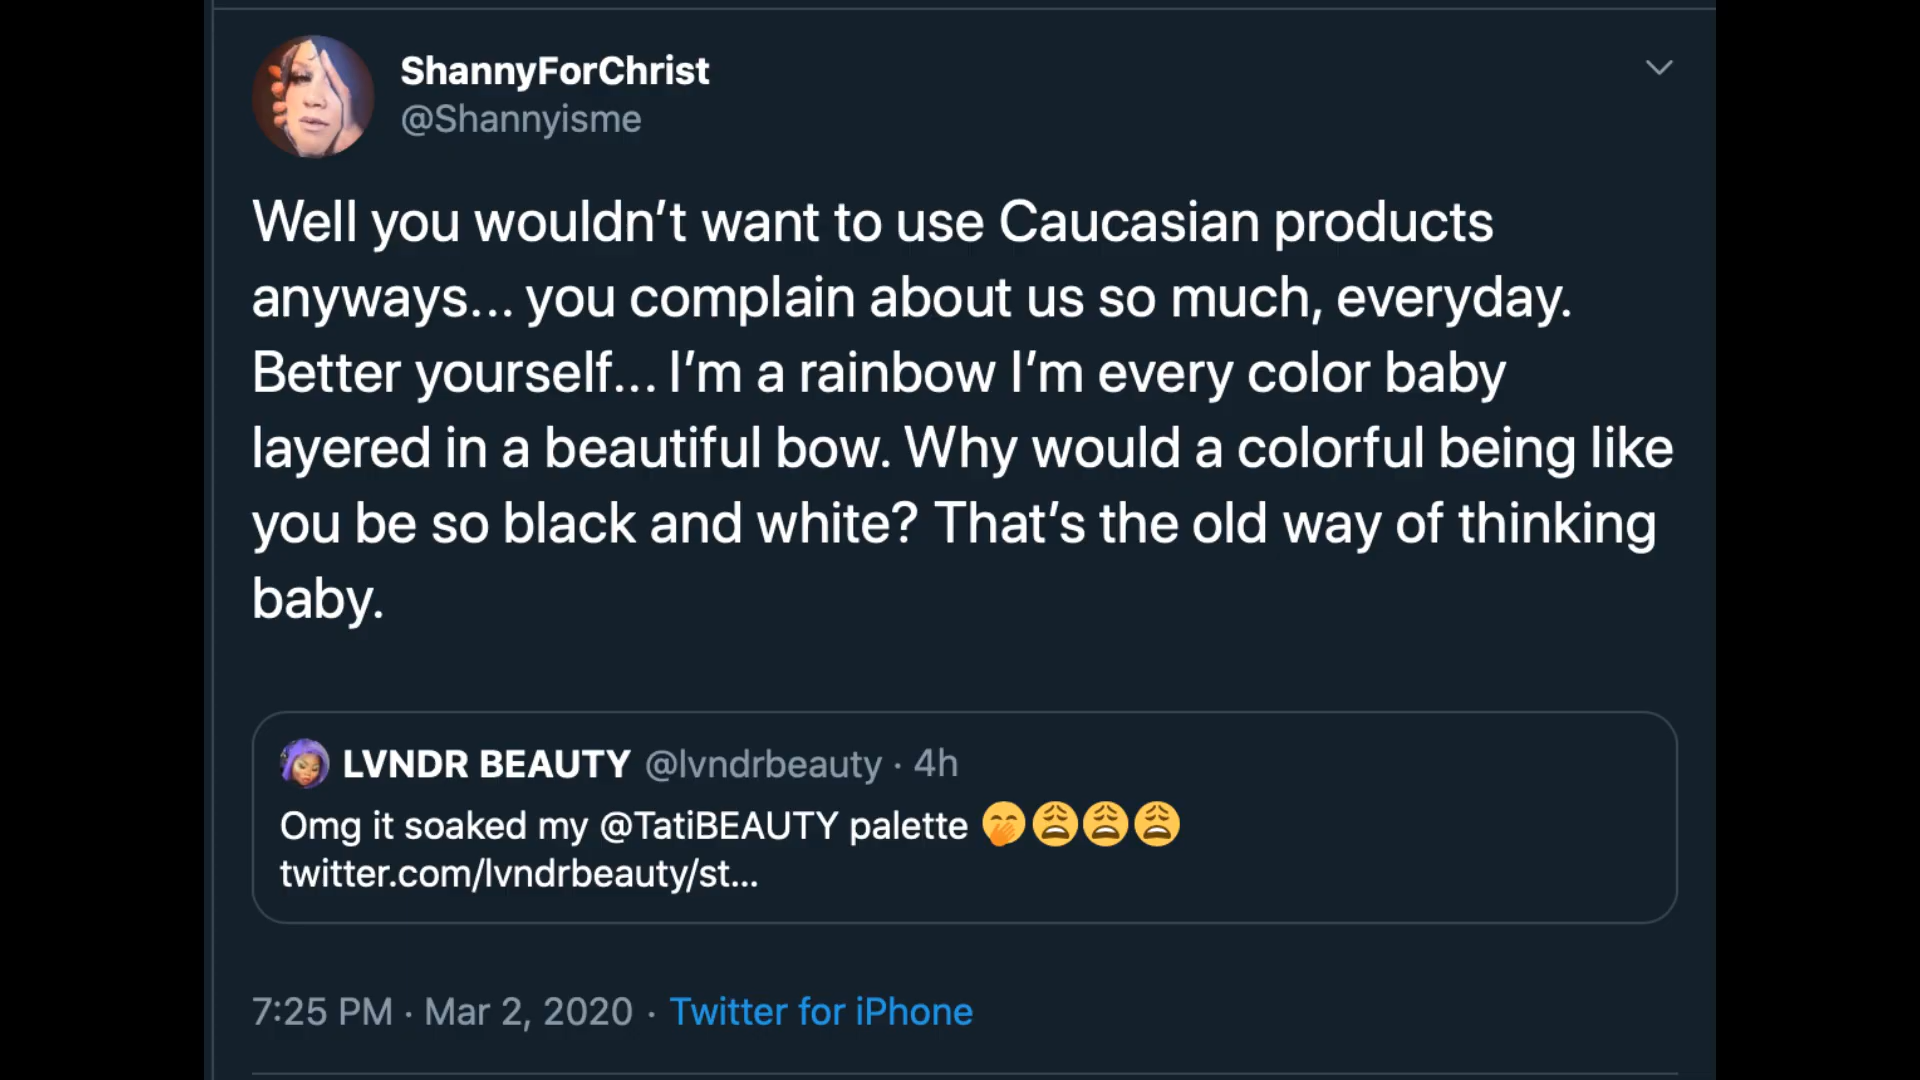 ShannyForChrist
@Shannyisme
Well you wouldn’t want to use Caucasian products
anyways... you complain about us so much, everyday.
Better yourself... I’m a rainbow I’m every color baby
layered in a beautiful bow. Why would a colorful being like
you be so black and white? That’s the old way of thinking
baby.
LVNDR BEAUTY @lvndrbeauty · 4h
Omg it soaked my @TatiBEAUTY palette 🤭😩😩😩
twitter.com/lvndrbeauty/st...
7:25 PM · Mar 2, 2020 · Twitter for iPhone